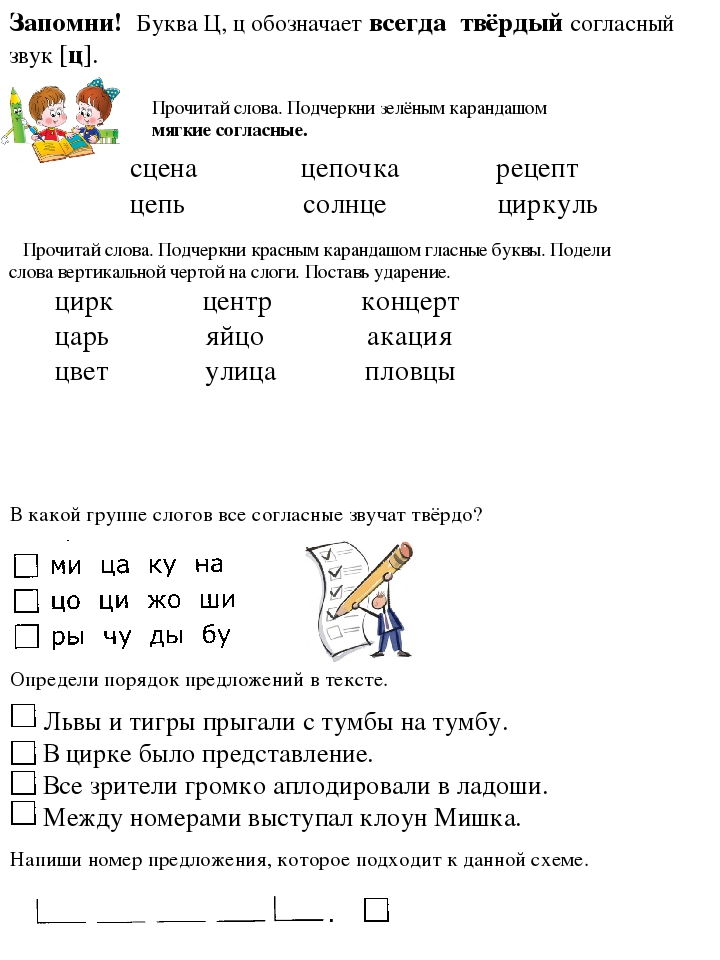 Запомни! Буква Ц, ц обозначает всегда твёрдый согласный
звук [ц].
Прочитай слова. Подчеркни зелёным карандашом
мягкие согласные.
сцена цепочка рецепт
цепь солнце циркуль
Прочитай слова. Подчеркни красным карандашом гласные буквы. Подели
слова вертикальной чертой на слоги. Поставь ударение.
цирк центр концерт
царь яйцо акация
цвет улица пловцы
В какой группе слогов все согласные звучат твёрдо?
ми ца ку на
цо ци жо ши
ры чу ды бу
Определи порядок предложений в тексте.
Львы и тигры прыгали с тумбы на тумбу.
В цирке было представление.
Все зрители громко аплодировали в ладоши.
Между номерами выступал клоун Мишка.
Напиши номер предложения, которое подходит к данной схеме.